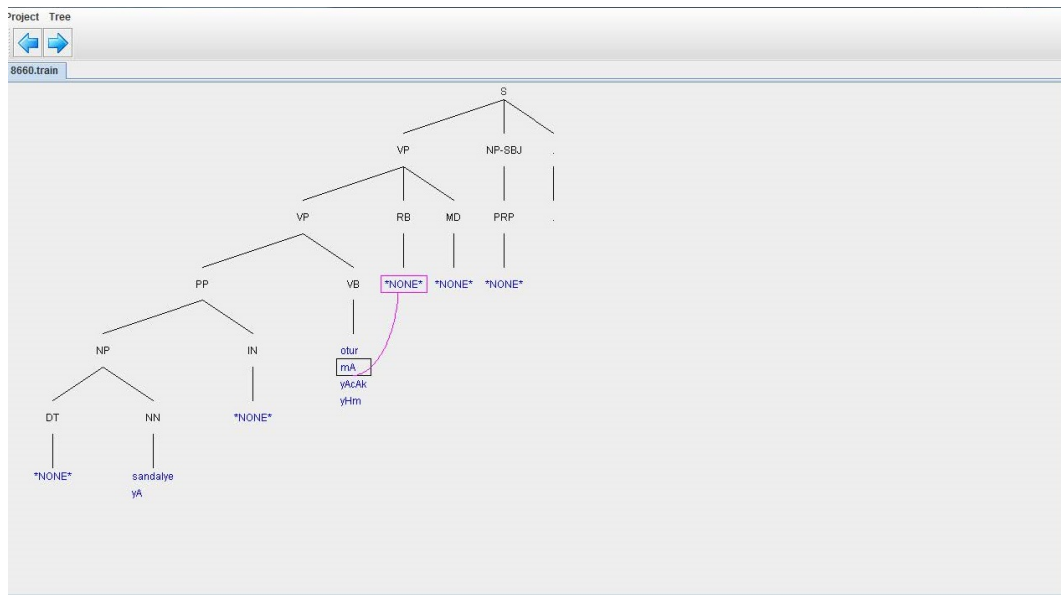 Project Tree
8660.train
S
VP NP-SBJ .
VP RB MD PRP .
PP VB *NONE* *NONE* *NONE*
NP IN otur
mA
yAcAk
yHm
DT NN *NONE*
*NONE* sandalye
yA